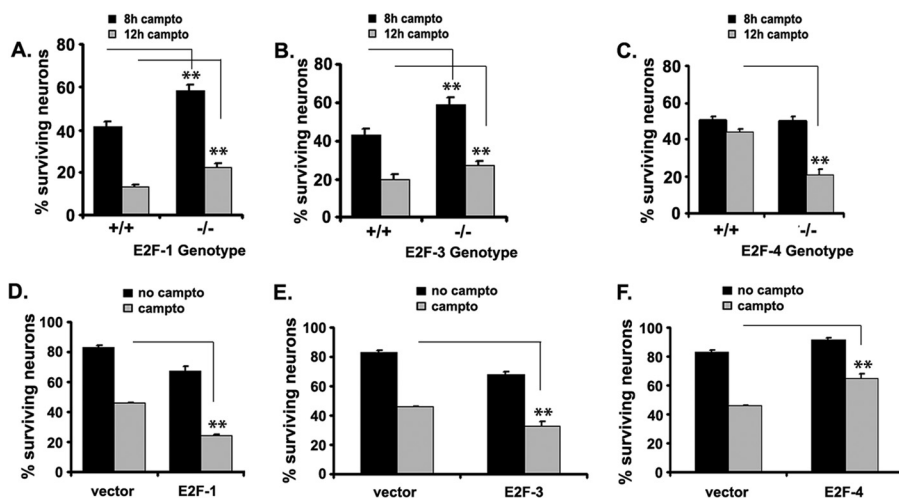 A.
8h campto
12h campto
% surviving neurons
80
60
40
20
0
**
**
+/+
-/-
E2F-1 Genotype
B.
8h campto
12h campto
% surviving neurons
80
60
40
20
0
**
**
+/+
-/-
E2F-3 Genotype
C.
8h campto
12h campto
% surviving neurons
80
60
40
20
0
**
+/+
-/-
E2F-4 Genotype
D.
no campto
campto
% surviving neurons
100
80
60
40
20
0
**
vector
E2F-1
E.
no campto
campto
% surviving neurons
100
80
60
40
20
0
**
vector
E2F-3
F.
no campto
campto
% surviving neurons
100
80
60
40
20
0
**
vector
E2F-4